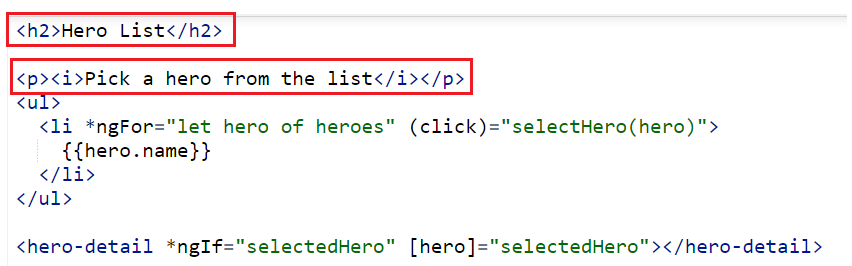 <h2>Hero List</h2>
<p><i>Pick a hero from the list</i></p>
<ul>
<li *ngFor="let hero of heroes" (click)="selectHero(hero)">
{{hero.name}}
</li>
</ul>
<hero-detail *ngIf="selectedHero" [hero]="selectedHero"></hero-detail>